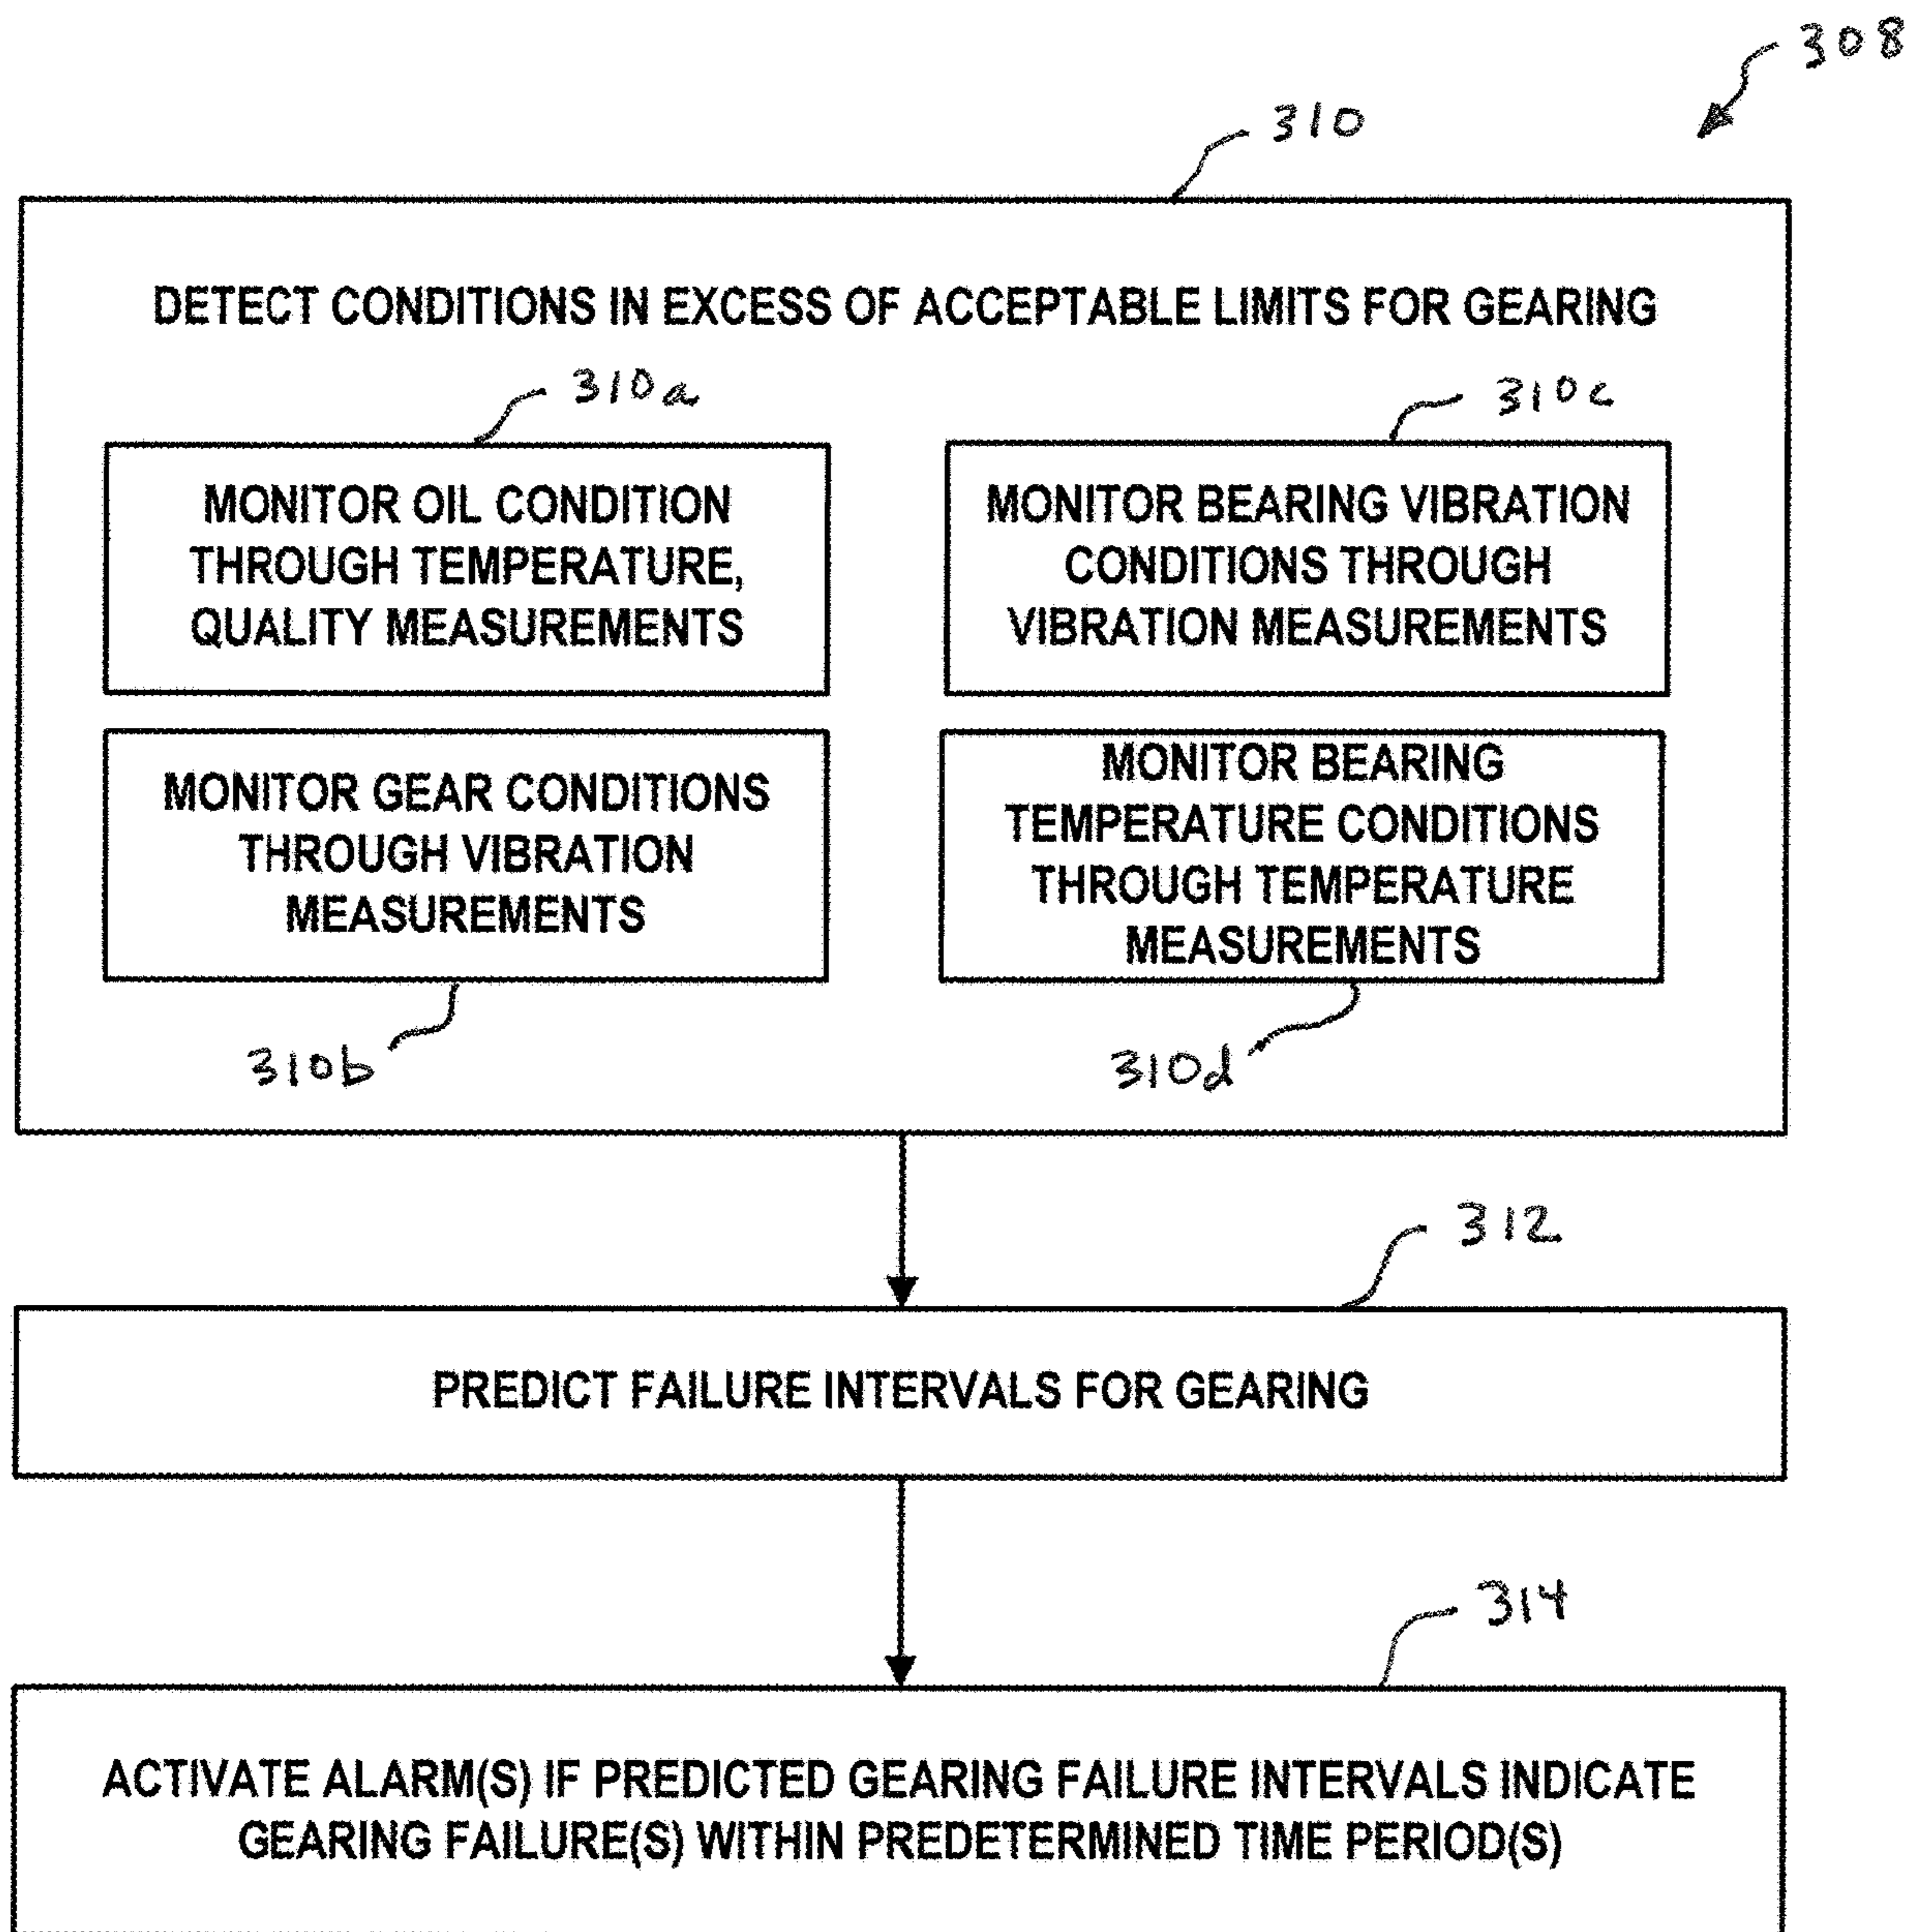 308
310
DETECT CONDITIONS IN EXCESS OF ACCEPTABLE LIMITS FOR GEARING
310a
MONITOR OIL CONDITION
THROUGH TEMPERATURE,
QUALITY MEASUREMENTS
310c
MONITOR BEARING VIBRATION
CONDITIONS THROUGH
VIBRATION MEASUREMENTS
MONITOR GEAR CONDITIONS
THROUGH VIBRATION
MEASUREMENTS
310b
MONITOR BEARING
TEMPERATURE CONDITIONS
THROUGH TEMPERATURE
MEASUREMENTS
310d
312
PREDICT FAILURE INTERVALS FOR GEARING
314
ACTIVATE ALARM(S) IF PREDICTED GEARING FAILURE INTERVALS INDICATE
GEARING FAILURE(S) WITHIN PREDETERMINED TIME PERIOD(S)